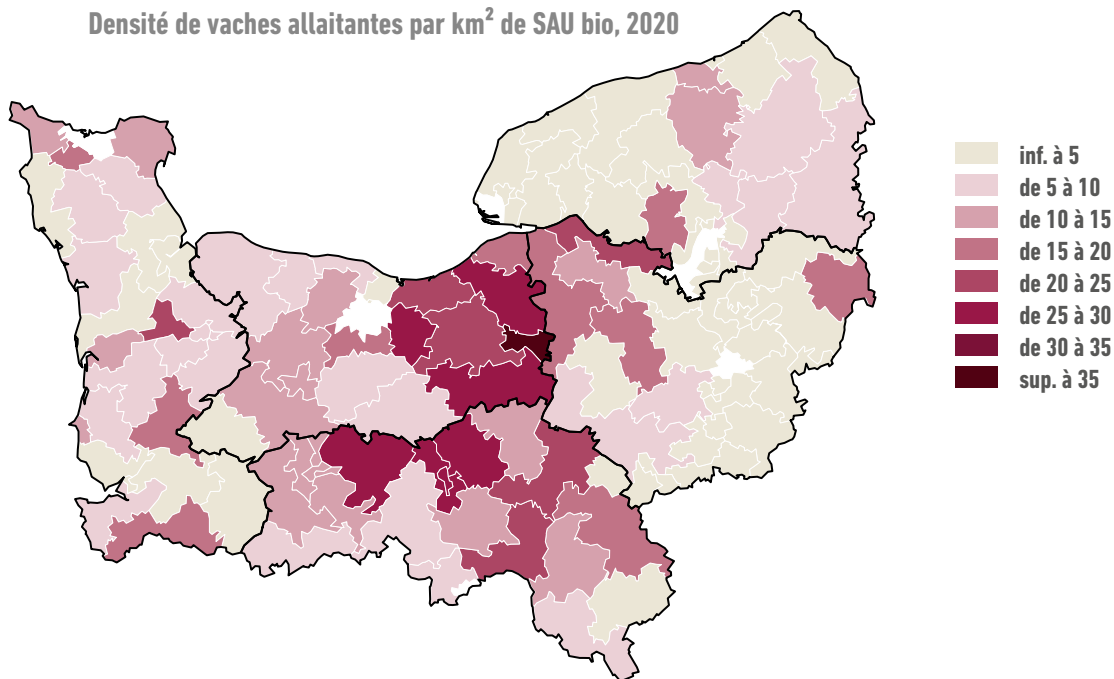 Densité de vaches allaitantes par km² de SAU bio, 2020
inf. à 5
de 5 à 10
de 10 à 15
de 15 à 20
de 20 à 25
de 25 à 30
de 30 à 35
sup. à 35